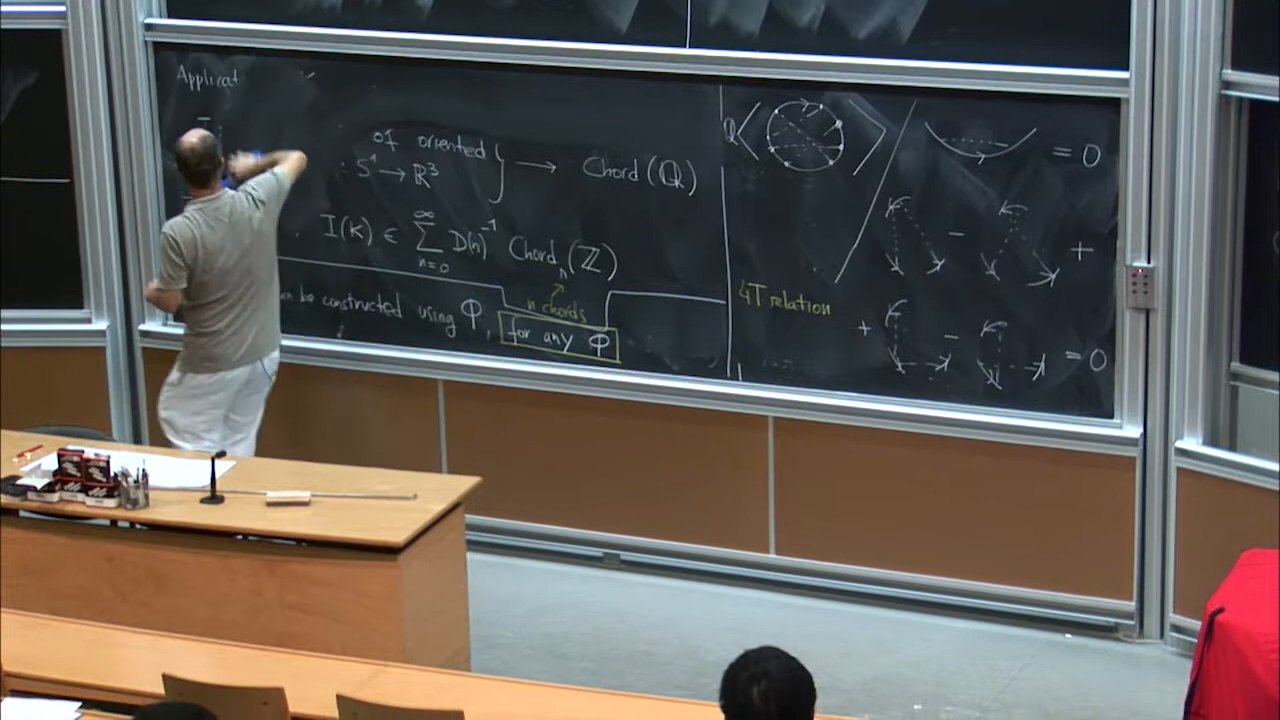 Applicat
of oriented
S¹ → ℝ³ } → Chord(ℚ)
I(K) ∈ ∑_{n=0}^{∞} D(n)⁻¹ Chord_n(ℤ)
n chords
be constructed using Φ, for any Φ
ℚ⟨ ⟩ / = 0
− +
4T relation
+ − = 0